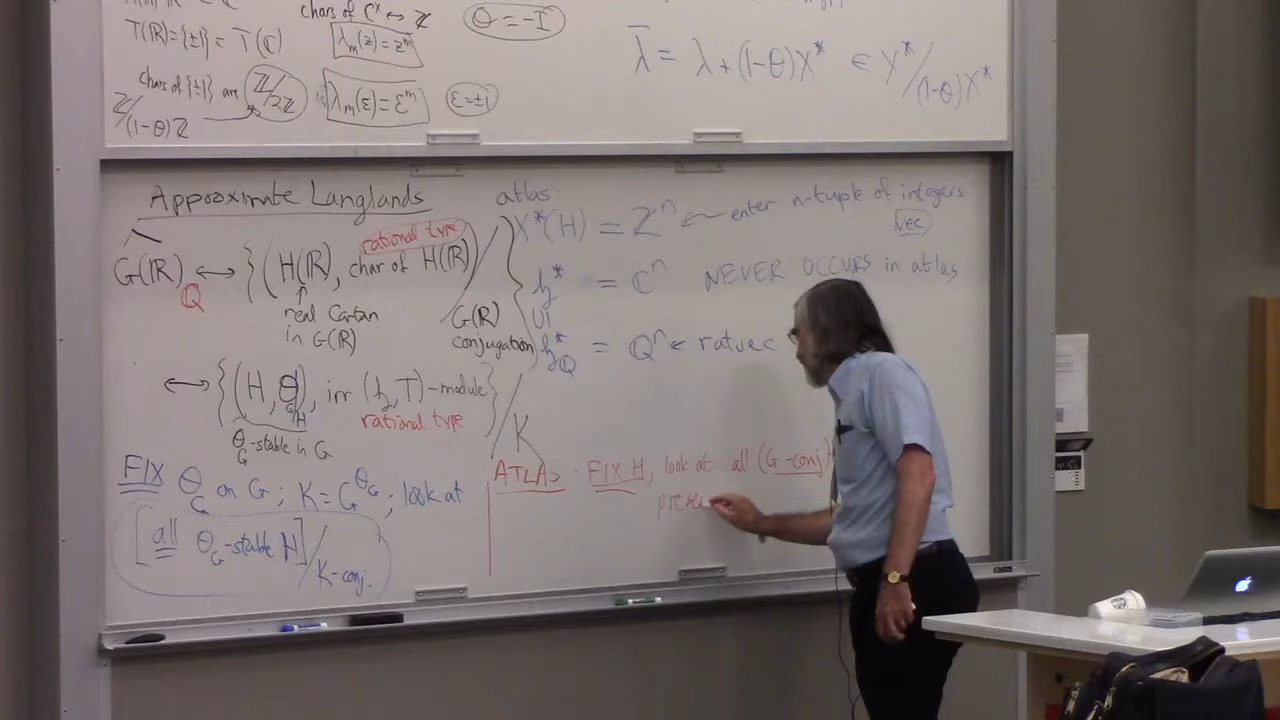 chars of ℂ^× ↔ ℤ
T(ℝ)={±1}⊂ T(ℂ)
λ_m(z)=z^m
θ=-I
chars of {±1} are ℤ/2ℤ
λ_m(ε)=ε^m
ε=±1
ℤ/(1-θ)ℤ
λ̄ = λ+(1-θ)X* ∈ Y*/(1-θ)X*
Approximate Langlands
G(ℝ) ↔ {(H(ℝ), char of H(ℝ))}/
ℚ
rational type
real Cartan
in G(ℝ)
G(ℝ)
conjugation
↔ {(H, θ), irr (𝔥,T)-module}/K
θ_G|H
rational type
θ_G-stable in G
FIX θ_G on G; K=G^θ_G; look at
[all θ_G-stable H]/K-conj.
atlas:
X*(H) = ℤ^n ← enter n-tuple of integers
vec
𝔥* = ℂ^n NEVER OCCURS in atlas
∪
𝔥*_ℚ = ℚ^n ← ratvec
ATLAS FIX H, look at all (G-conj)
prese